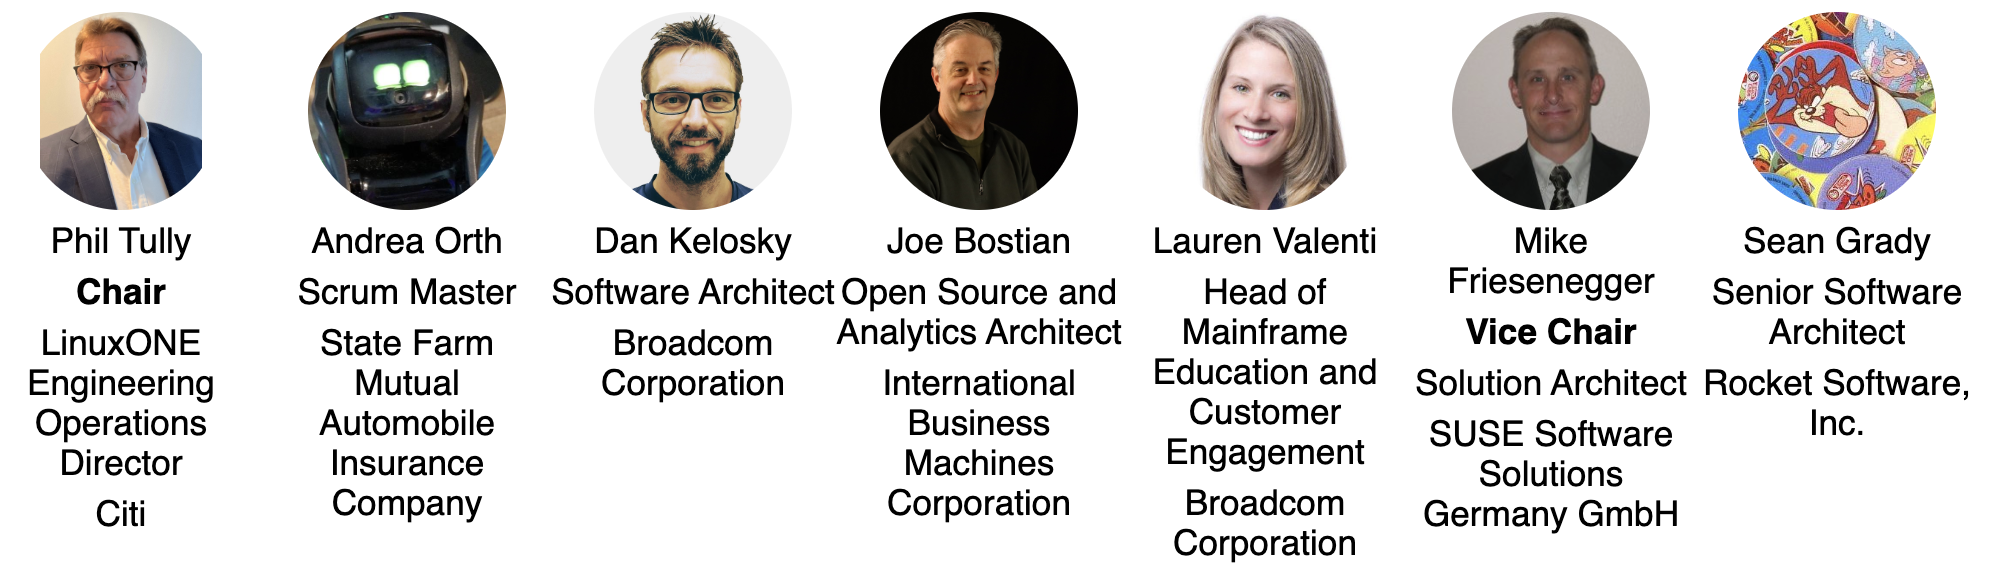 Phil Tully
Chair
LinuxONE
Engineering
Operations
Director
Citi
Andrea Orth
Scrum Master
State Farm
Mutual
Automobile
Insurance
Company
Dan Kelosky
Software Architect
Broadcom
Corporation
Joe Bostian
Open Source and
Analytics Architect
International
Business
Machines
Corporation
Lauren Valenti
Head of
Mainframe
Education and
Customer
Engagement
Broadcom
Corporation
Mike
Friesenegger
Vice Chair
Solution Architect
SUSE Software
Solutions
Germany GmbH
Sean Grady
Senior Software
Architect
Rocket Software,
Inc.